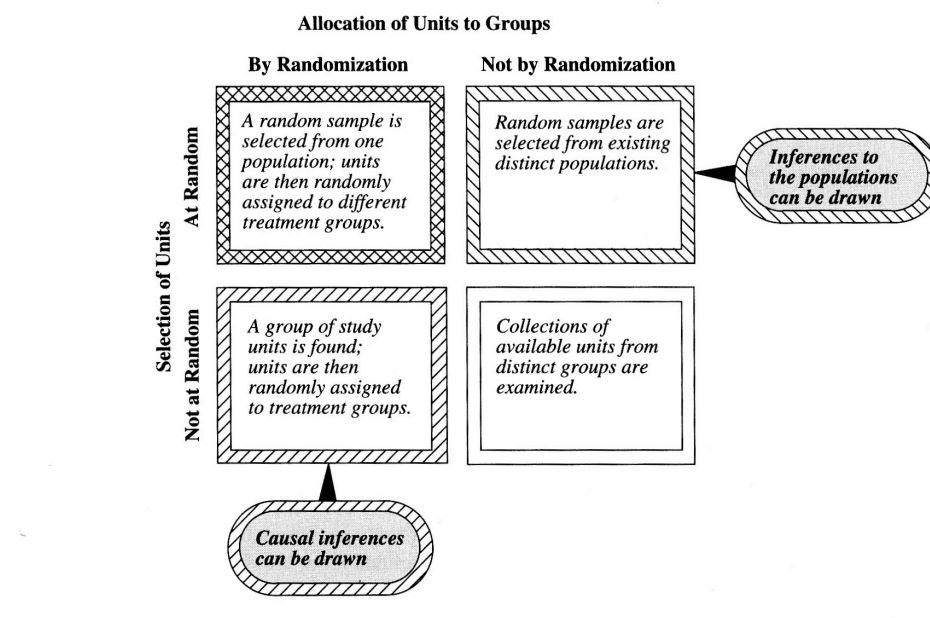 Allocation of Units to Groups
By Randomization
Not by Randomization
Selection of Units
At Random
A random sample is
selected from one
population; units
are then randomly
assigned to different
treatment groups.
Random samples are
selected from existing
distinct populations.
Inferences to
the populations
can be drawn
Not at Random
A group of study
units is found;
units are then
randomly assigned
to treatment groups.
Collections of
available units from
distinct groups are
examined.
Causal inferences
can be drawn